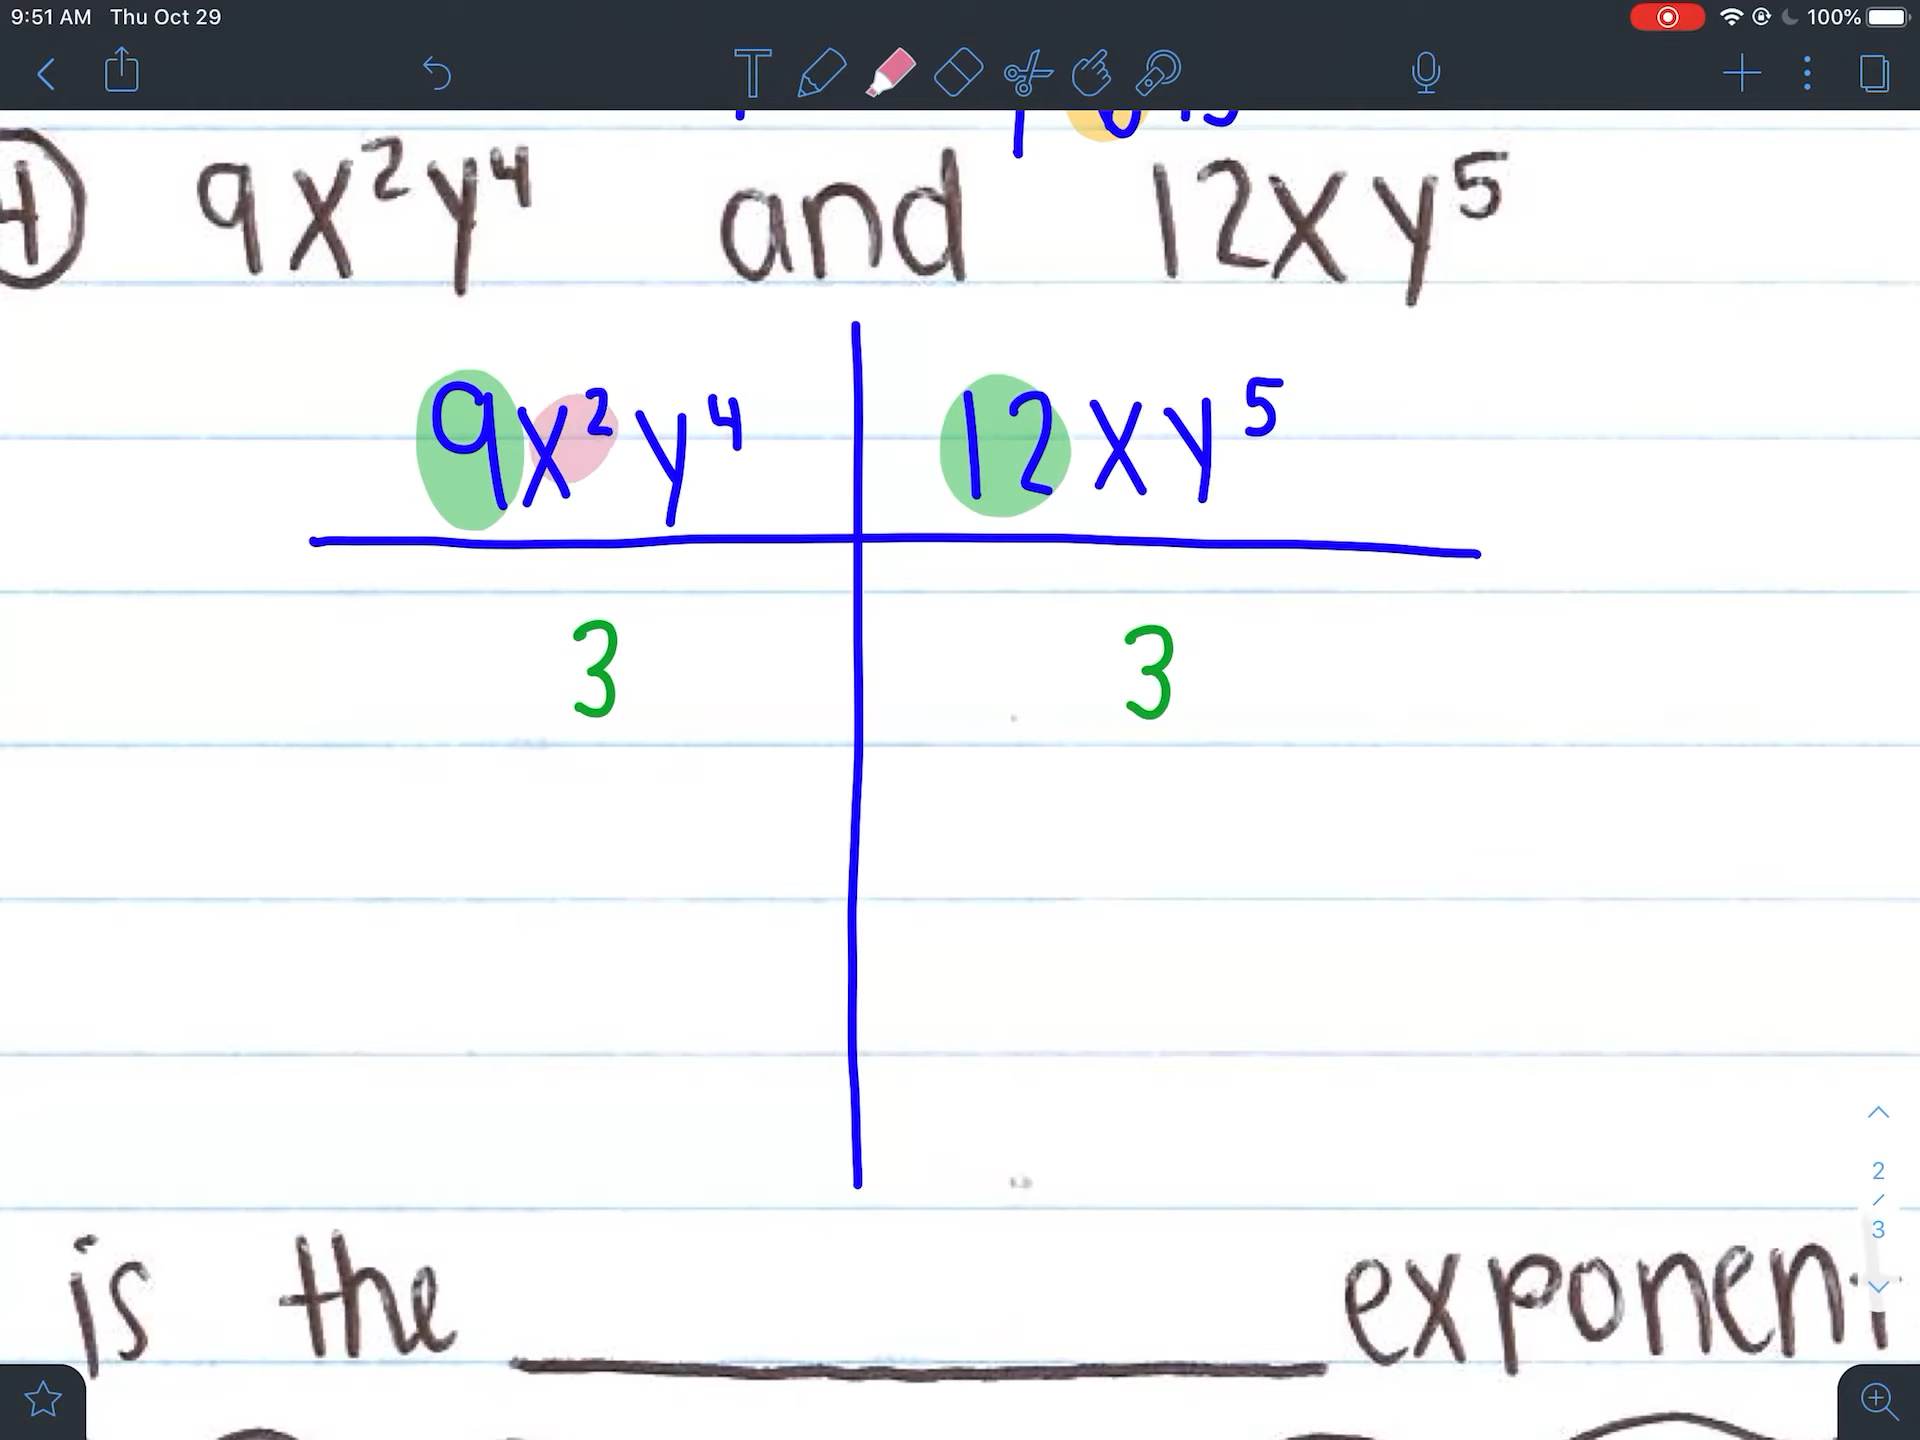 9:51 AM Thu Oct 29 100%
4 9x²y⁴ and 12xy⁵
9x²y⁴ 12xy⁵
3 3
2
/
3
is the ____ exponent